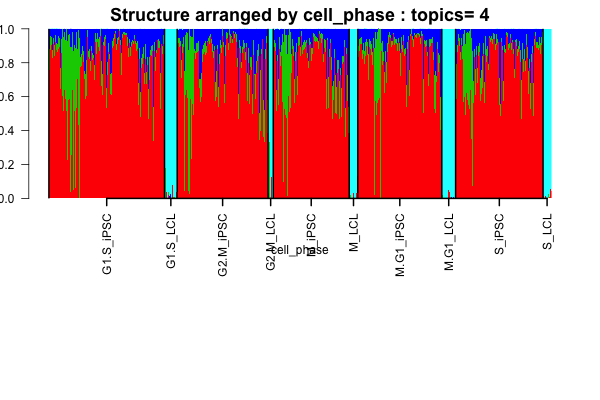 Structure arranged by cell_phase : topics= 4
1.0
0.8
0.6
0.4
0.2
0.0
G1.S_iPSC
G1.S_LCL
G2.M_iPSC
G2.M_LCL
M_iPSC
M_LCL
M.G1_iPSC
M.G1_LCL
S_iPSC
S_LCL
cell_phase